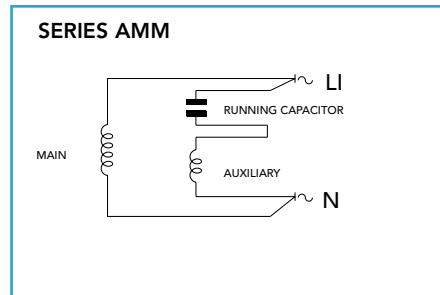 SERIES AMM
LI
RUNNING CAPACITOR
MAIN
AUXILIARY
N